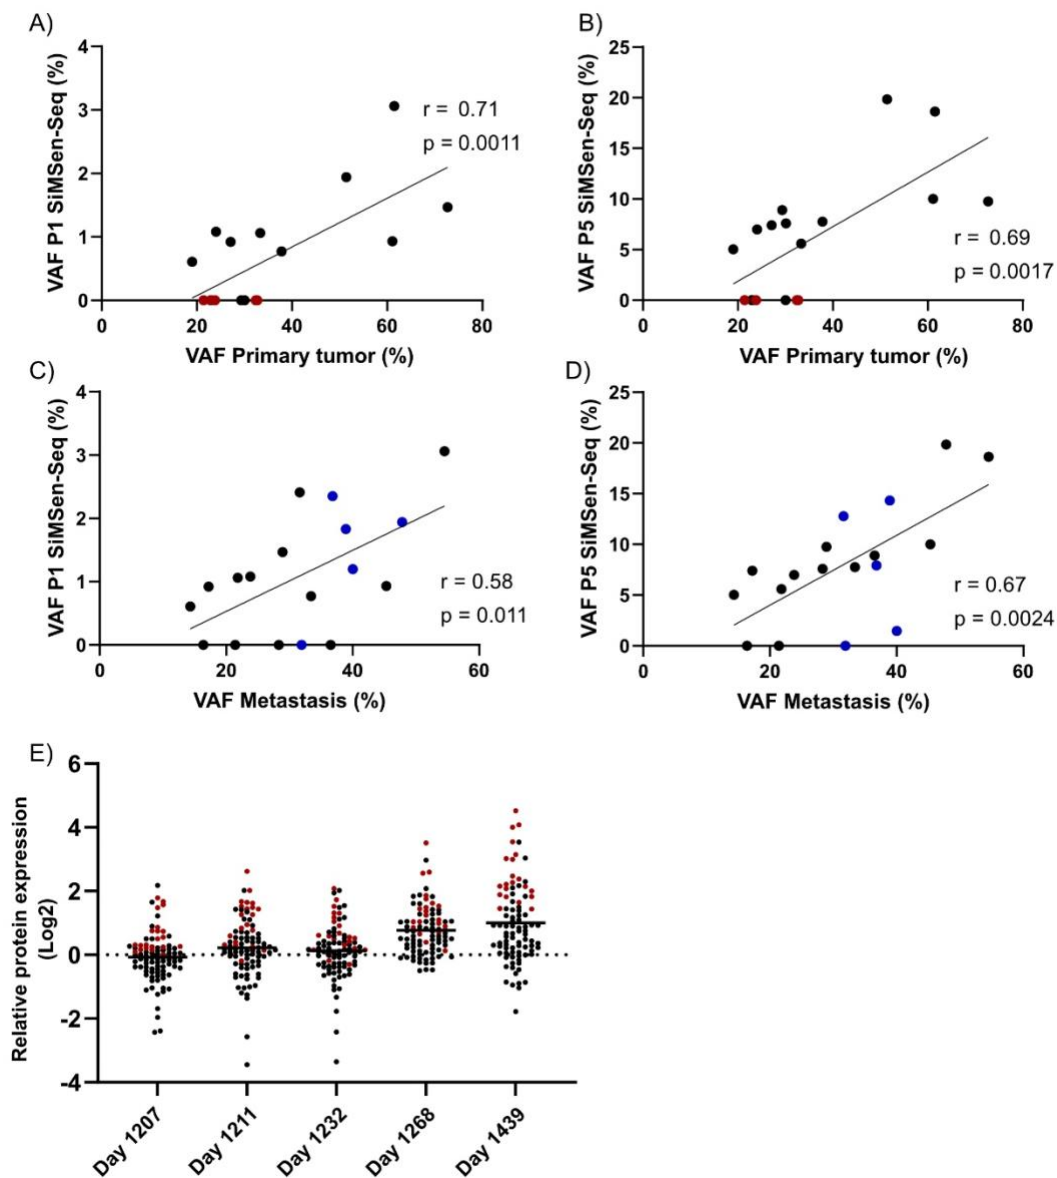 A)
VAF P1 SiMSen-Seq (%)
4
3
2
1
0
r = 0.71
p = 0.0011
0 20 40 60 80
VAF Primary tumor (%)
B)
VAF P5 SiMSen-Seq (%)
25
20
15
10
5
0
r = 0.69
p = 0.0017
0 20 40 60 80
VAF Primary tumor (%)
C)
VAF P1 SiMSen-Seq (%)
4
3
2
1
0
r = 0.58
p = 0.011
0 20 40 60
VAF Metastasis (%)
D)
VAF P5 SiMSen-Seq (%)
25
20
15
10
5
0
r = 0.67
p = 0.0024
0 20 40 60
VAF Metastasis (%)
E)
Relative protein expression
(Log2)
6
4
2
0
-2
-4
Day 1207
Day 1211
Day 1232
Day 1268
Day 1439